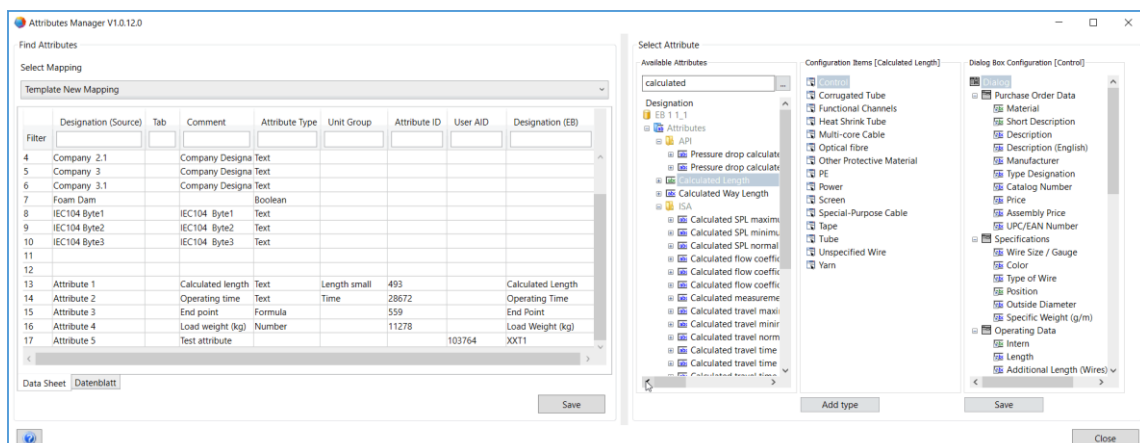 Attributes Manager V1.0.12.0
Find Attributes
Select Mapping
Template New Mapping
Designation (Source) Tab Comment Attribute Type Unit Group Attribute ID User AID Designation (EB)
Filter
4 Company 2.1 Company Designa Text
5 Company 3 Company Designa Text
6 Company 3.1 Company Designa Text
7 Foam Dam Boolean
8 IEC104 Byte1 IEC104 Byte1 Text
9 IEC104 Byte2 IEC104 Byte2 Text
10 IEC104 Byte3 IEC104 Byte3 Text
11
12
13 Attribute 1 Calculated length Text Length small 493 Calculated Length
14 Attribute 2 Operating time Text Time 28672 Operating Time
15 Attribute 3 End point Formula 559 End Point
16 Attribute 4 Load weight (kg) Number 11278 Load Weight (kg)
17 Attribute 5 Test attribute 103764 XXT1
Data Sheet Datenblatt
Save
Select Attribute
Available Attributes
calculated ...
Designation
EB 1 1_1
Attributes
API
Pressure drop calculate
Pressure drop calculate
Calculated Length
Calculated Way Length
ISA
Calculated SPL maximu
Calculated SPL minimu
Calculated SPL normal
Calculated flow coeffic
Calculated flow coeffic
Calculated flow coeffic
Calculated measureme
Calculated travel maxi
Calculated travel minir
Calculated travel norm
Calculated travel time
Calculated travel time
Calculated travel time
Configuration Items [Calculated Length]
Control
Corrugated Tube
Functional Channels
Heat Shrink Tube
Multi-core Cable
Optical fibre
Other Protective Material
PE
Power
Screen
Special-Purpose Cable
Tape
Tube
Unspecified Wire
Yarn
Add type
Dialog Box Configuration [Control]
Dialog
Purchase Order Data
Material
Short Description
Description
Description (English)
Manufacturer
Type Designation
Catalog Number
Price
Assembly Price
UPC/EAN Number
Specifications
Wire Size / Gauge
Color
Type of Wire
Position
Outside Diameter
Specific Weight (g/m)
Operating Data
Intern
Length
Additional Length (Wires)
Save
Close